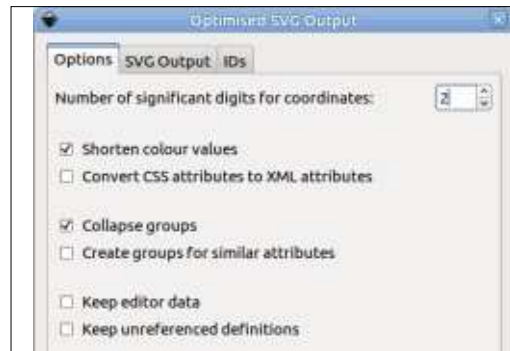 Optimised SVG Output
Options SVG Output IDs
Number of significant digits for coordinates: 2
Shorten colour values
Convert CSS attributes to XML attributes
Collapse groups
Create groups for similar attributes
Keep editor data
Keep unreferenced definitions